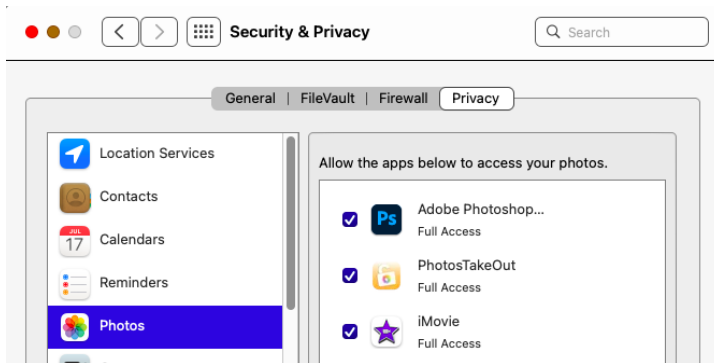 Security & Privacy
Search
General | FileVault | Firewall Privacy
Location Services
Contacts
JUL
17
Calendars
Reminders
Photos
Allow the apps below to access your photos.
Ps
Adobe Photoshop...
Full Access
PhotosTakeOut
Full Access
iMovie
Full Access